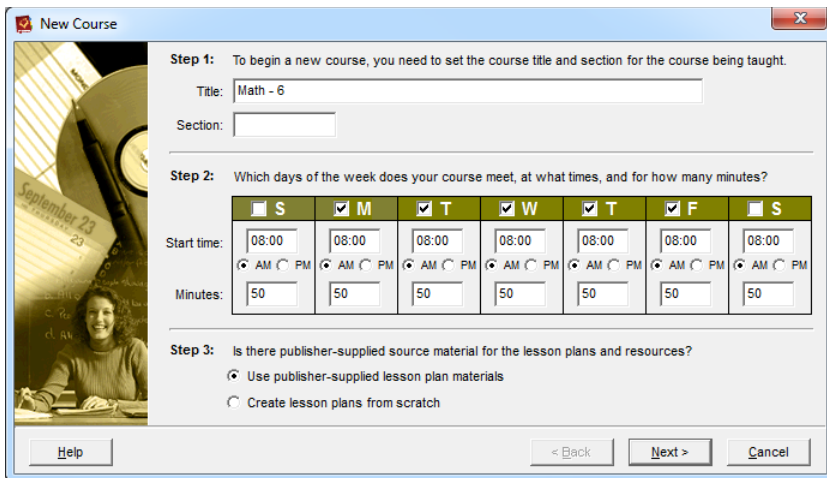 New Course
Step 1: To begin a new course, you need to set the course title and section for the course being taught.
Title: Math - 6
Section:
Step 2: Which days of the week does your course meet, at what times, and for how many minutes?
S M T W T F S
Start time: 08:00 08:00 08:00 08:00 08:00 08:00 08:00
AM PM AM PM AM PM AM PM AM PM AM PM AM PM
Minutes: 50 50 50 50 50 50 50
Step 3: Is there publisher-supplied source material for the lesson plans and resources?
Use publisher-supplied lesson plan materials
Create lesson plans from scratch
September 23
23
Help < Back Next > Cancel